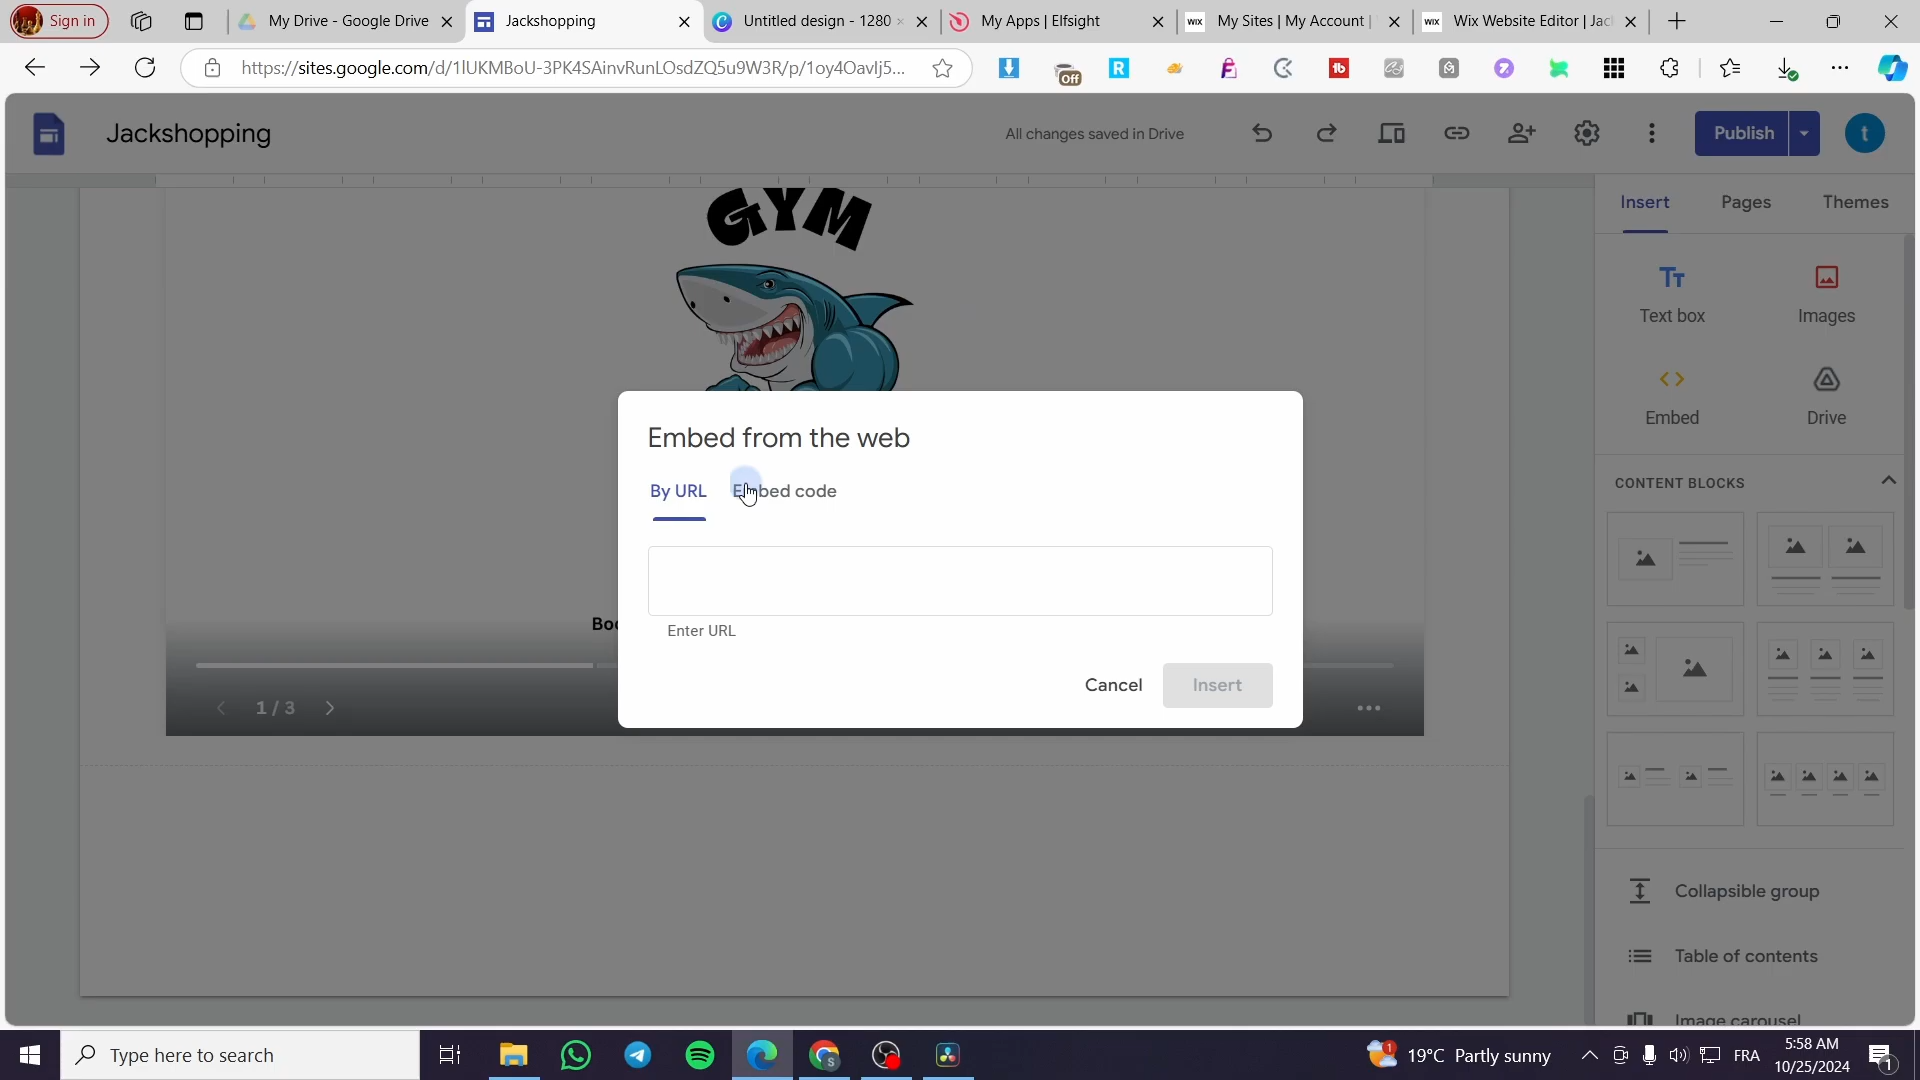 Sign in
My Drive - Google Drive
Jackshopping
Untitled design - 1280 ×
My Apps | Elfsight
My Sites | My Account |
Wix Website Editor | Jack
https://sites.google.com/d/1lUKMBoU-3PK4SAinvRunLOsdZQ5u9W3R/p/1oy4Oavlj5...
Off
Jackshopping
All changes saved in Drive
Publish
t
Insert
Pages
Themes
GYM
Text box
Images
Embed
Drive
Embed from the web
By URL
Embed code
Enter URL
Cancel
Insert
Boo
1 / 3
CONTENT BLOCKS
Collapsible group
Table of contents
Image carousel
Type here to search
19°C Partly sunny
FRA
5:58 AM
10/25/2024
1